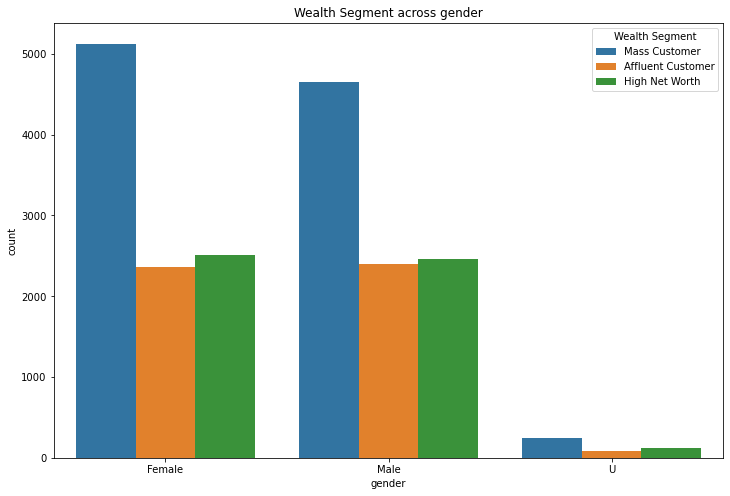 Wealth Segment across gender
Wealth Segment
Mass Customer
Affluent Customer
High Net Worth
5000
4000
3000
2000
1000
0
count
Female
Male
U
gender